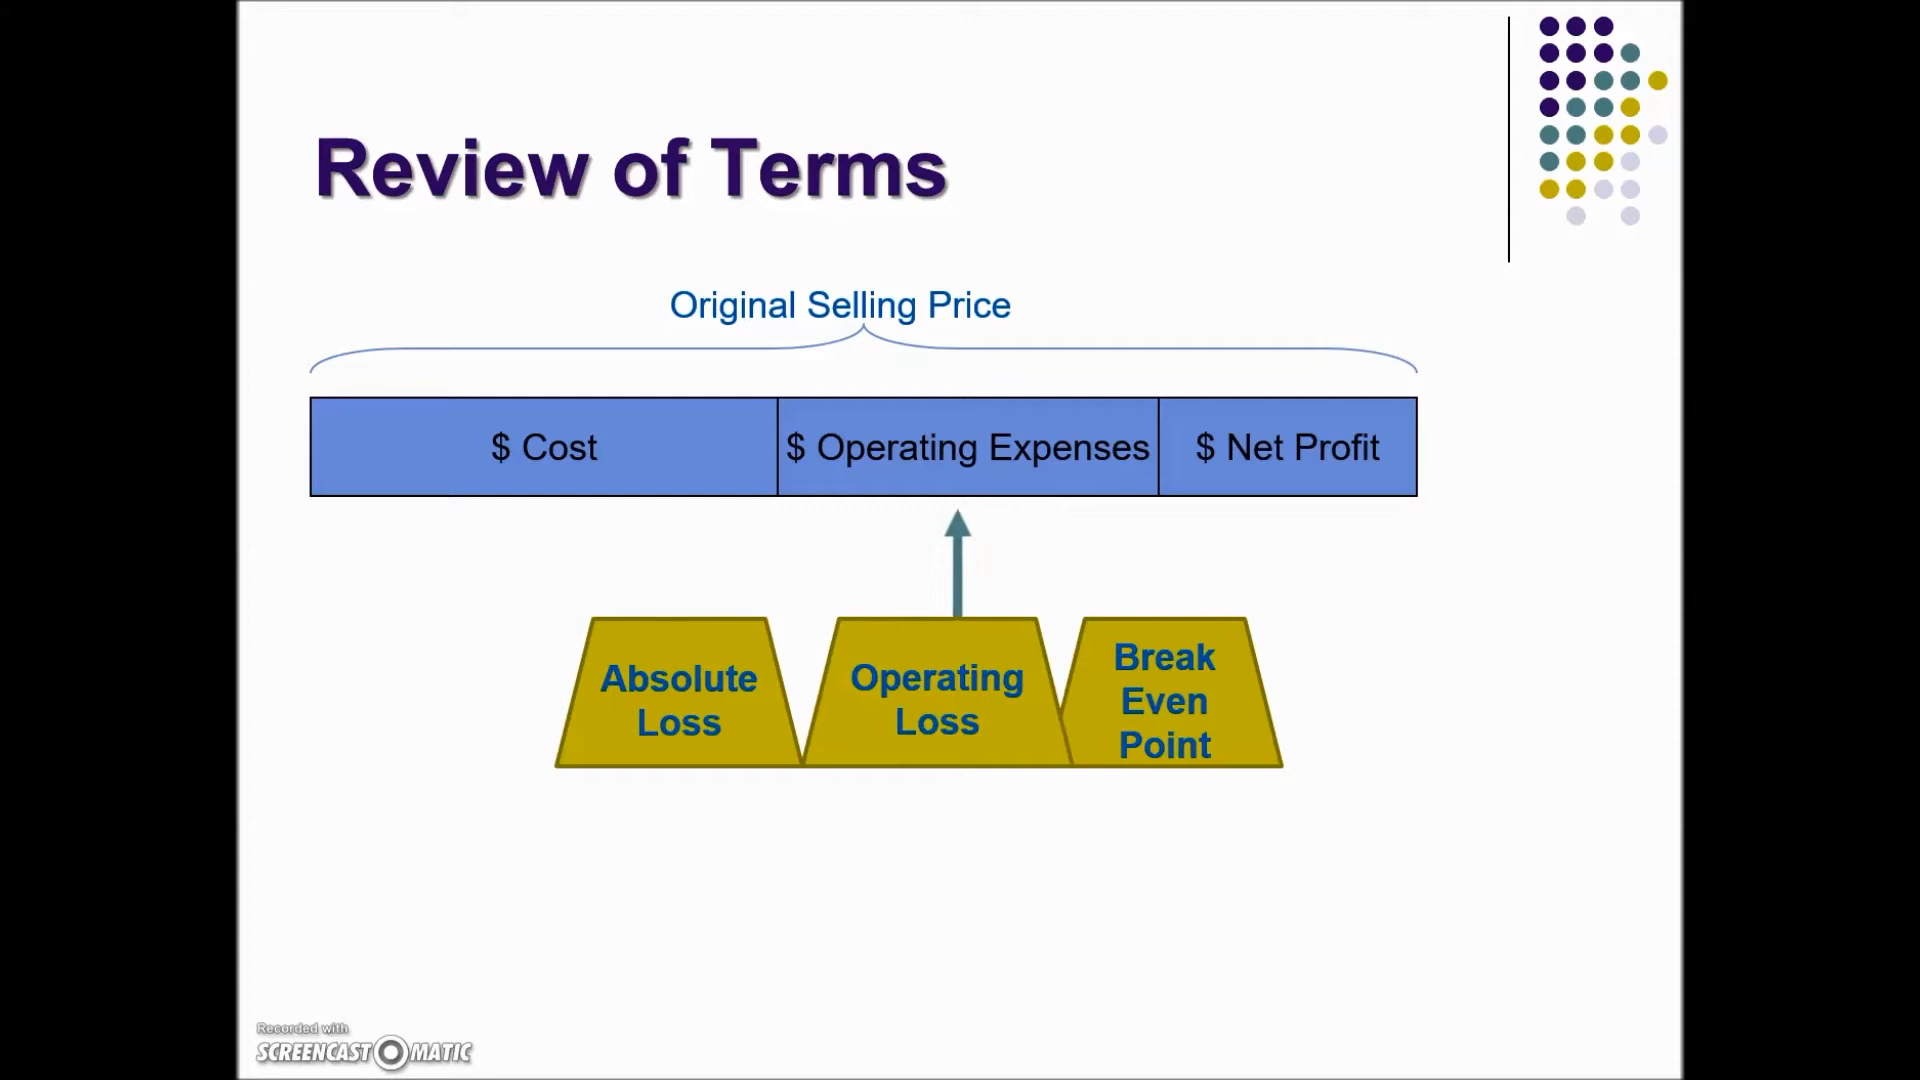 Review of Terms
Original Selling Price
$ Cost
$ Operating Expenses
$ Net Profit
Absolute
Loss
Operating
Loss
Break
Even
Point
Recorded with
SCREENCAST MATIC